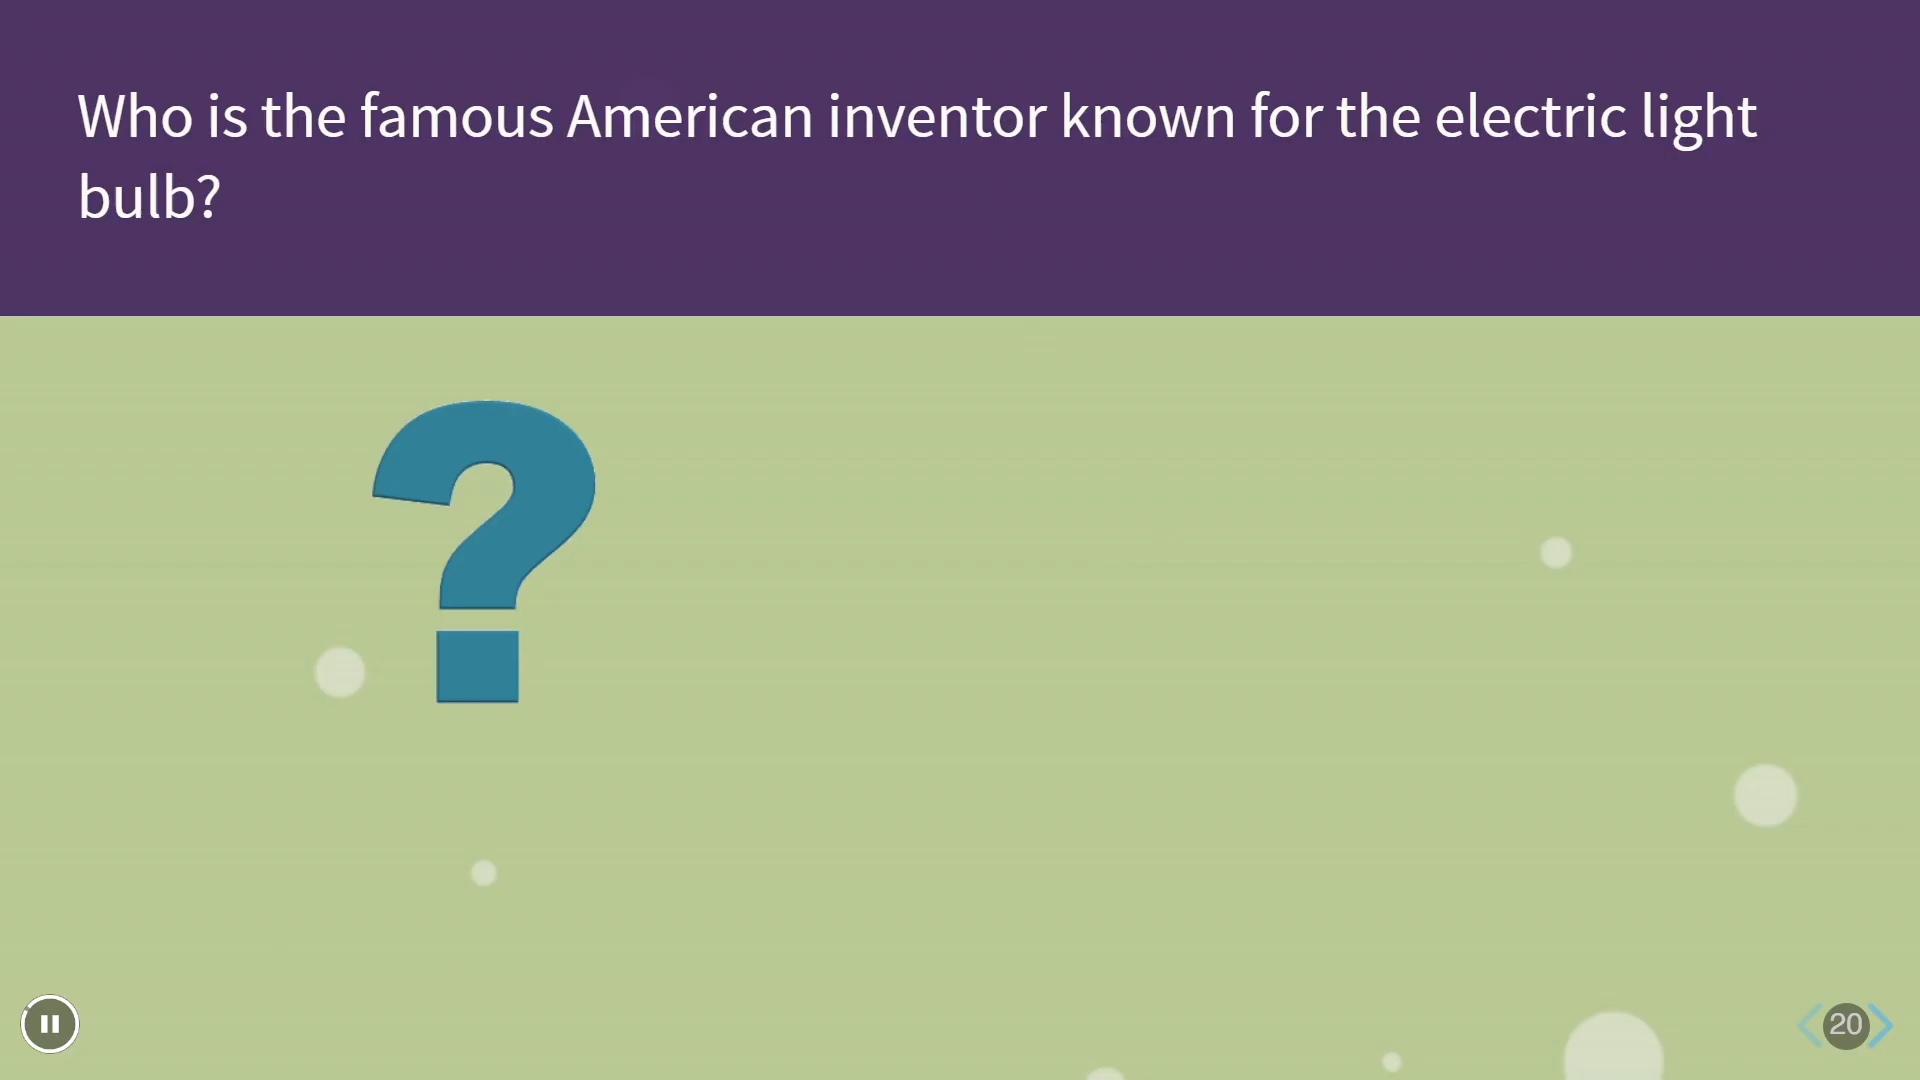 Who is the famous American inventor known for the electric light
bulb?
?
20